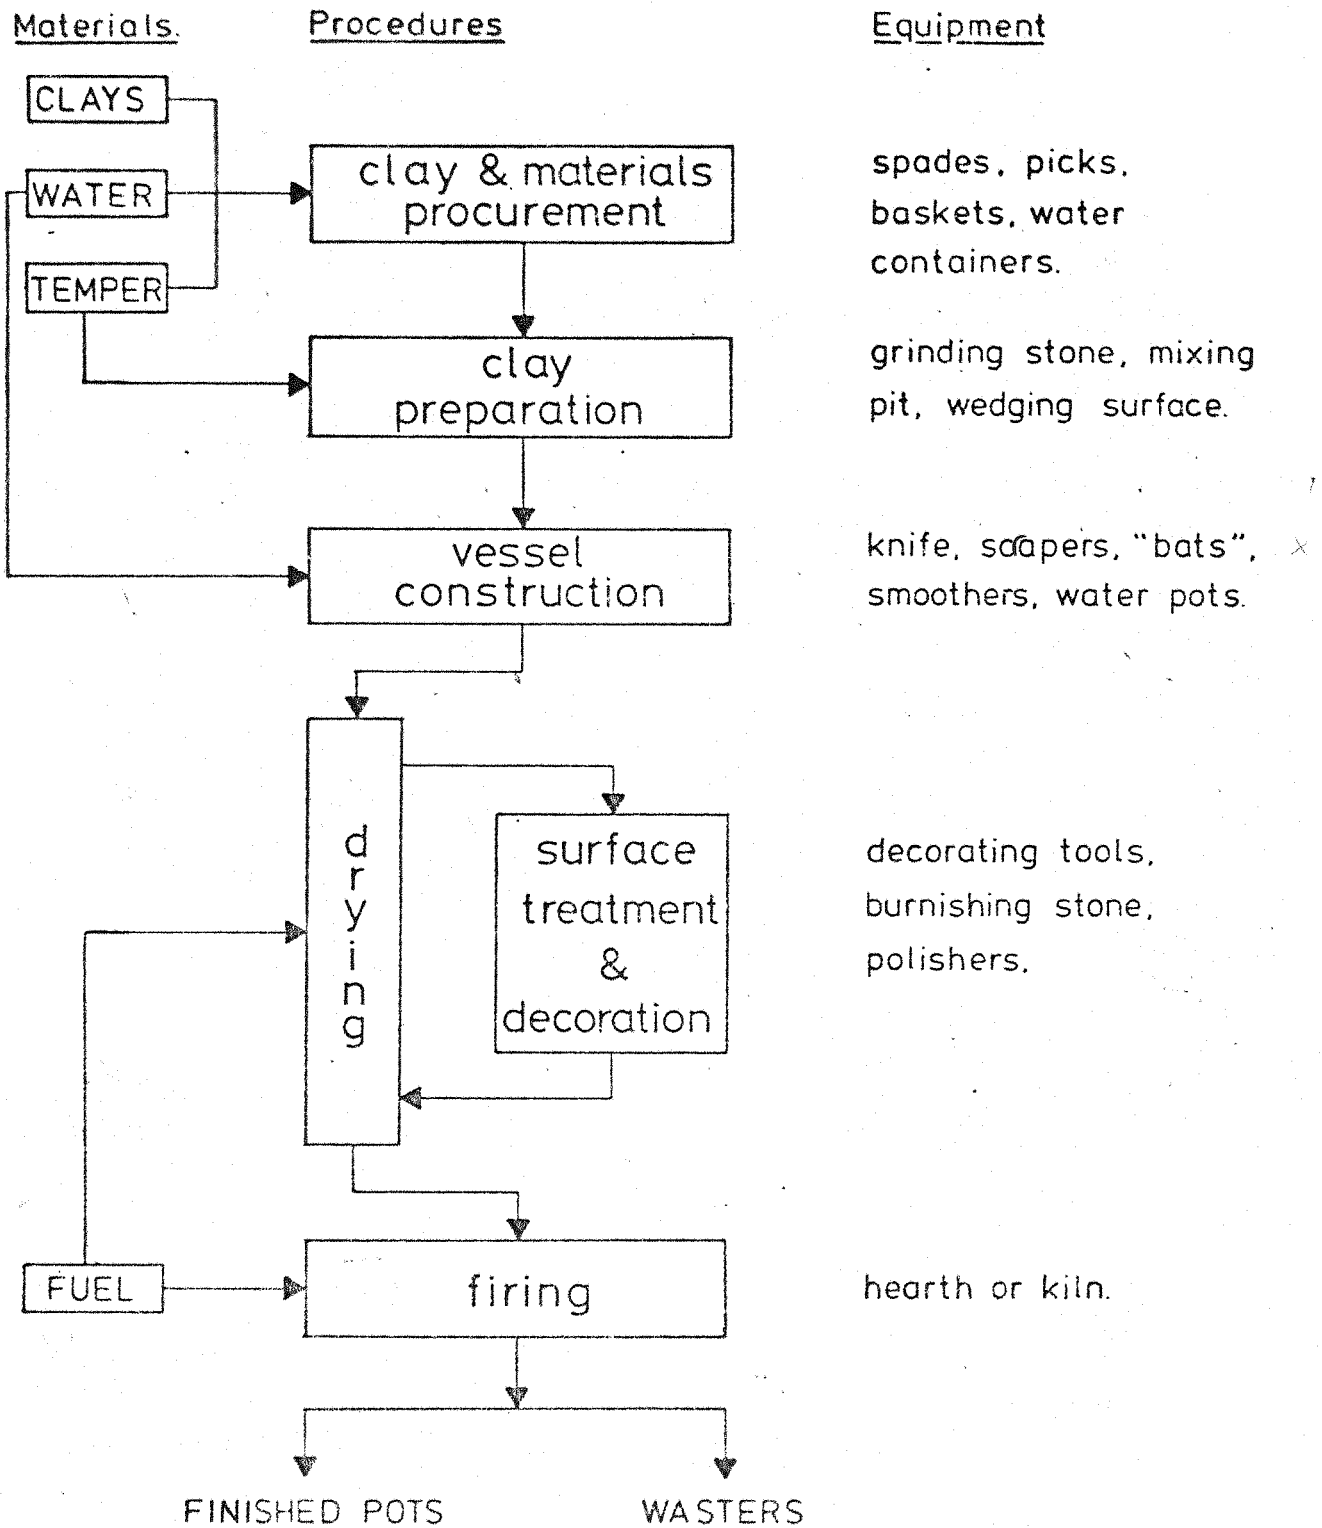 Materials.
Procedures
Equipment
CLAYS
WATER
TEMPER
clay & materials
procurement
spades, picks,
baskets, water
containers.
clay
preparation
grinding stone, mixing
pit, wedging surface.
vessel
construction
knife, scrapers, "bats",
smoothers, water pots.
drying
surface
treatment
&
decoration
decorating tools,
burnishing stone,
polishers.
FUEL
firing
hearth or kiln.
FINISHED POTS
WASTERS